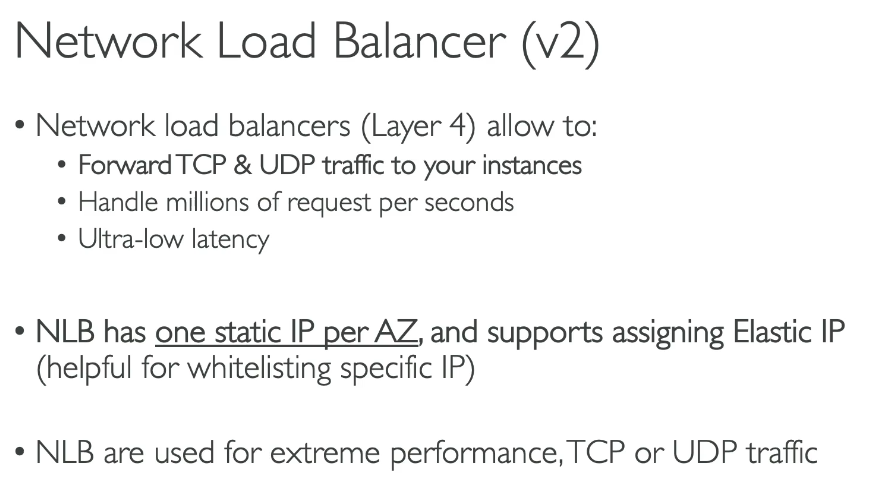 Network Load Balancer (v2)
• Network load balancers (Layer 4) allow to:
• Forward TCP & UDP traffic to your instances
• Handle millions of request per seconds
• Ultra-low latency
• NLB has one static IP per AZ, and supports assigning Elastic IP
(helpful for whitelisting specific IP)
• NLB are used for extreme performance, TCP or UDP traffic